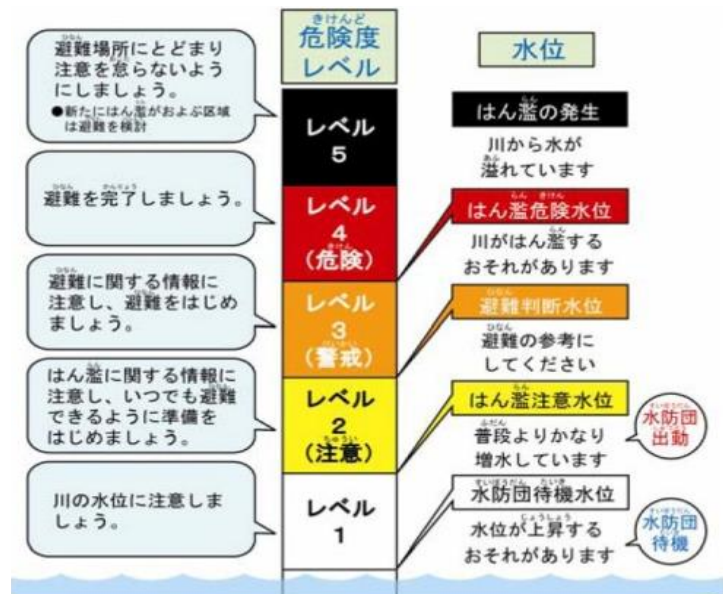 危険度
レベル
水位
避難場所にとどまり
注意を怠らないよう
にしましょう。
●新たにはん濫がおよぶ区域
は避難を検討
レベル
5
はん濫の発生
川から水が
溢れています
避難を完了しましょう。
レベル
4
(危険)
はん濫危険水位
川がはん濫する
おそれがあります
避難に関する情報に
注意し、避難をはじめ
ましょう。
レベル
3
(警戒)
避難判断水位
避難の参考に
してください
はん濫に関する情報に
注意し、いつでも避難
できるように準備を
はじめましょう。
レベル
2
(注意)
はん濫注意水位
普段よりかなり
増水しています
水防団
出動
川の水位に注意しま
しょう。
レベル
1
水防団待機水位
水位が上昇する
おそれがあります
水防団
待機